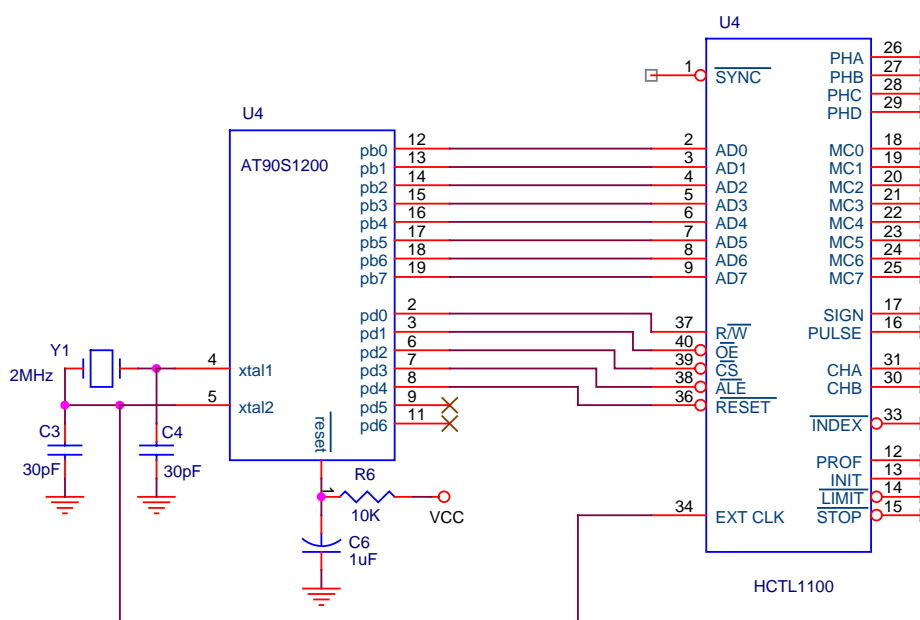 U4
AT90S1200
pb0 12
pb1 13
pb2 14
pb3 15
pb4 16
pb5 17
pb6 18
pb7 19
pd0 2
pd1 3
pd2 6
pd3 7
pd4 8
pd5 9
pd6 11
4 xtal1
5 xtal2
reset
1
Y1
2MHz
C3
30pF
C4
30pF
R6
10K
VCC
C6
1uF
U4
1 SYNC
2 AD0
3 AD1
4 AD2
5 AD3
6 AD4
7 AD5
8 AD6
9 AD7
37 R/W
40 OE
39 CS
38 ALE
36 RESET
34 EXT CLK
PHA 26
PHB 27
PHC 28
PHD 29
MC0 18
MC1 19
MC2 20
MC3 21
MC4 22
MC5 23
MC6 24
MC7 25
SIGN 17
PULSE 16
CHA 31
CHB 30
INDEX 33
PROF 12
INIT 13
LIMIT 14
STOP 15
HCTL1100